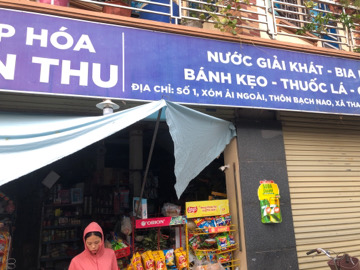 P HÓA
N THU
NƯỚC GIẢI KHÁT - BIA
BÁNH KẸO - THUỐC LÁ -
ĐỊA CHỈ: SỐ 1, XÓM ÁI NGOÀI, THÔN BẠCH NAO, XÃ THA
ORION